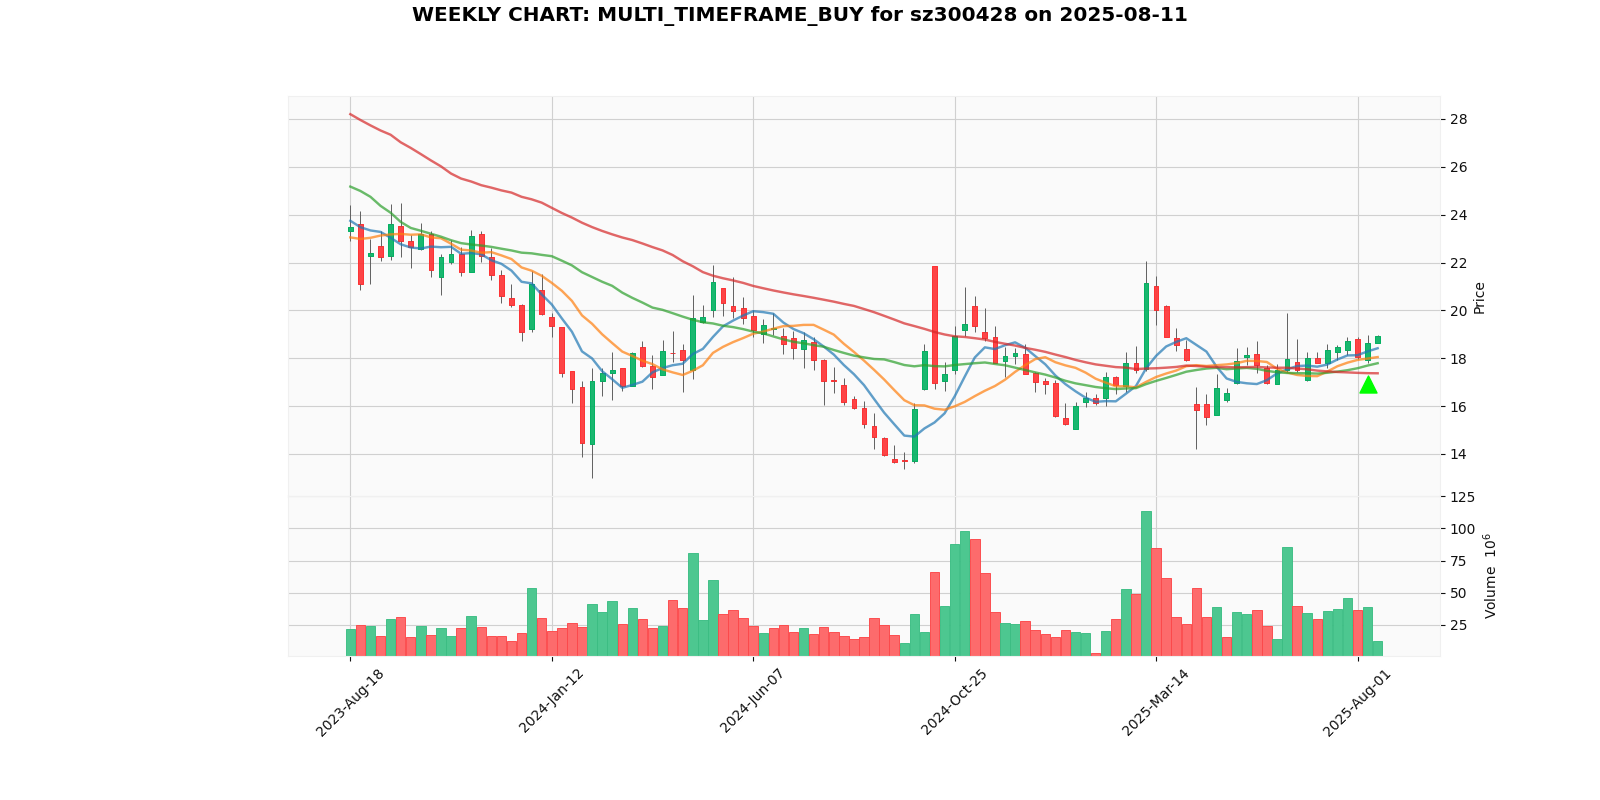 WEEKLY CHART: MULTI_TIMEFRAME_BUY for sz300428 on 2025-08-11
28
26
24
22
20
18
16
14
Price
125
100
75
50
25
Volume 10^6
2023-Aug-18
2024-Jan-12
2024-Jun-07
2024-Oct-25
2025-Mar-14
2025-Aug-01